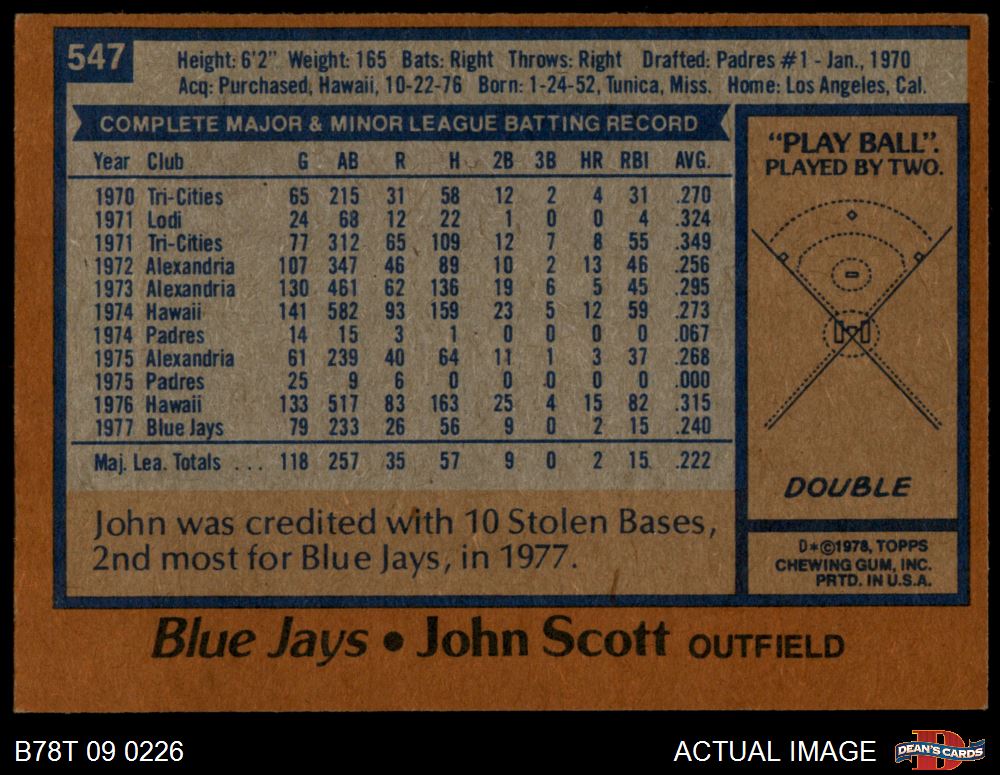 547
Height: 6'2" Weight: 165 Bats: Right Throws: Right Drafted: Padres #1 - Jan., 1970
Acq: Purchased, Hawaii, 10-22-76 Born: 1-24-52, Tunica, Miss. Home: Los Angeles, Cal.
COMPLETE MAJOR & MINOR LEAGUE BATTING RECORD
Year Club G AB R H 2B 3B HR RBI AVG.
1970 Tri-Cities 65 215 31 58 12 2 4 31 .270
1971 Lodi 24 68 12 22 1 0 0 4 .324
1971 Tri-Cities 77 312 65 109 12 7 8 55 .349
1972 Alexandria 107 347 46 89 10 2 13 46 .256
1973 Alexandria 130 461 62 136 19 6 5 45 .295
1974 Hawaii 141 582 93 159 23 5 12 59 .273
1974 Padres 14 15 3 1 0 0 0 0 .067
1975 Alexandria 61 239 40 64 11 1 3 37 .268
1975 Padres 25 9 6 0 0 0 0 0 .000
1976 Hawaii 133 517 83 163 25 4 15 82 .315
1977 Blue Jays 79 233 26 56 9 0 2 15 .240
Maj. Lea. Totals ... 118 257 35 57 9 0 2 15 .222
John was credited with 10 Stolen Bases,
2nd most for Blue Jays, in 1977.
"PLAY BALL".
PLAYED BY TWO.
DOUBLE
D*©1978, TOPPS
CHEWING GUM, INC.
PRTD. IN U.S.A.
Blue Jays • John Scott OUTFIELD
B78T 09 0226
ACTUAL IMAGE
D
DEAN'S CARDS